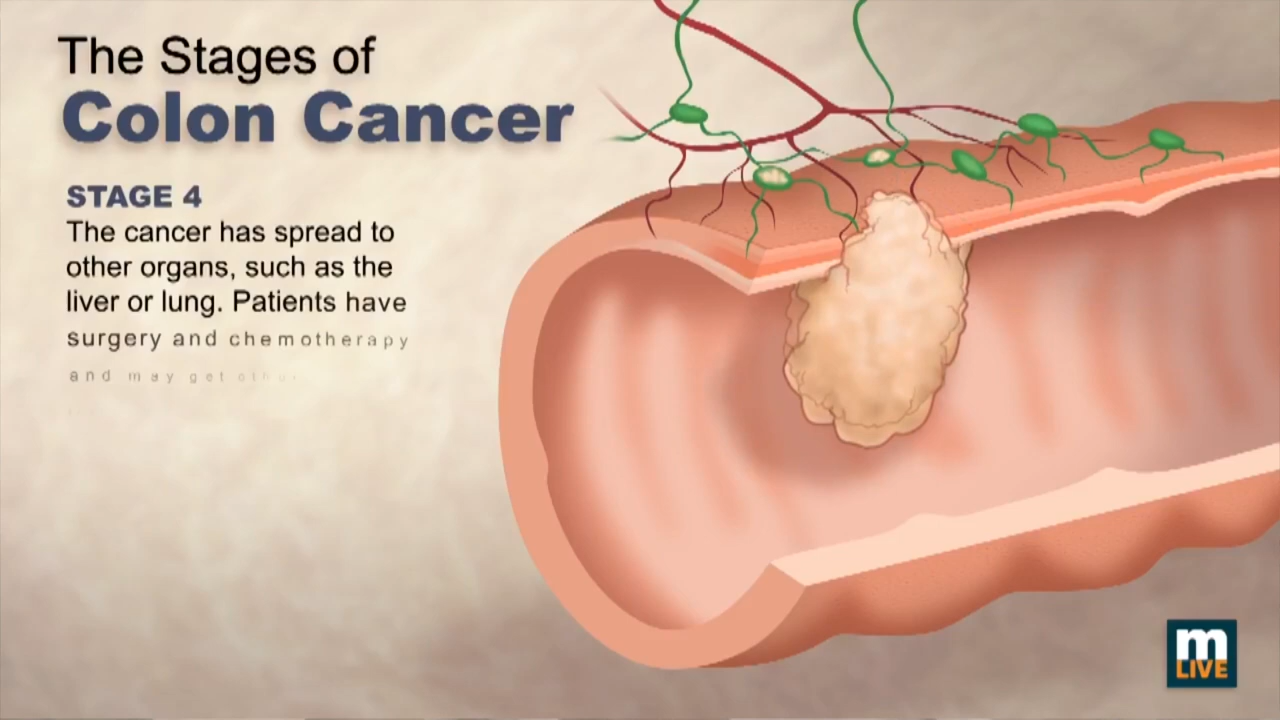 The Stages of
Colon Cancer
STAGE 4
The cancer has spread to
other organs, such as the
liver or lung. Patients have
surgery and chemotherapy
and may get
m
LIVE